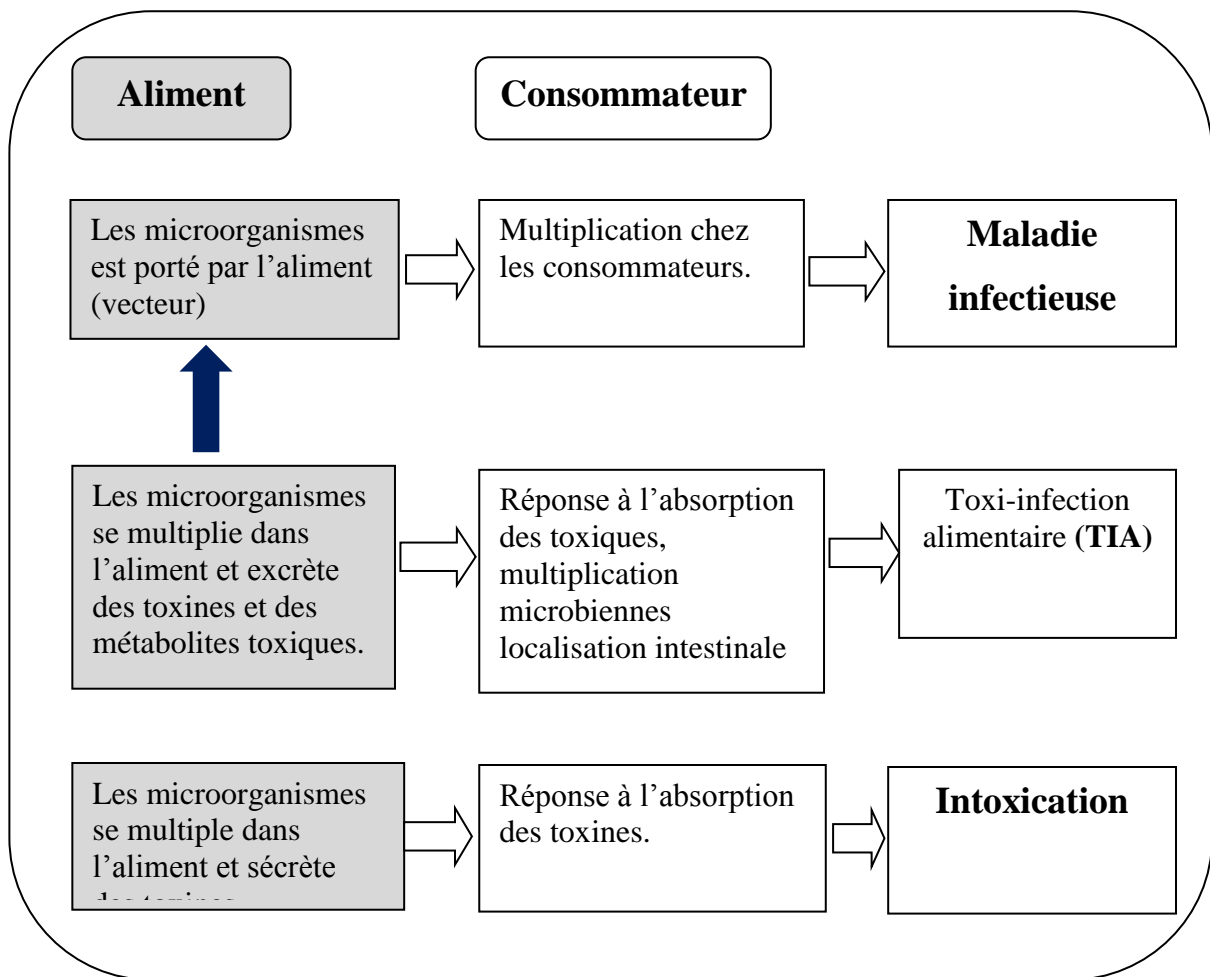 Aliment
Consommateur
Les microorganismes
est porté par l’aliment
(vecteur)
Multiplication chez
les consommateurs.
Maladie
infectieuse
Les microorganismes
se multiplie dans
l’aliment et excrète
des toxines et des
métabolites toxiques.
Réponse à l’absorption
des toxiques,
multiplication
microbiennes
localisation intestinale
Toxi-infection
alimentaire (TIA)
Les microorganismes
se multiple dans
l’aliment et sécrète
des toxines
Réponse à l’absorption
des toxines.
Intoxication